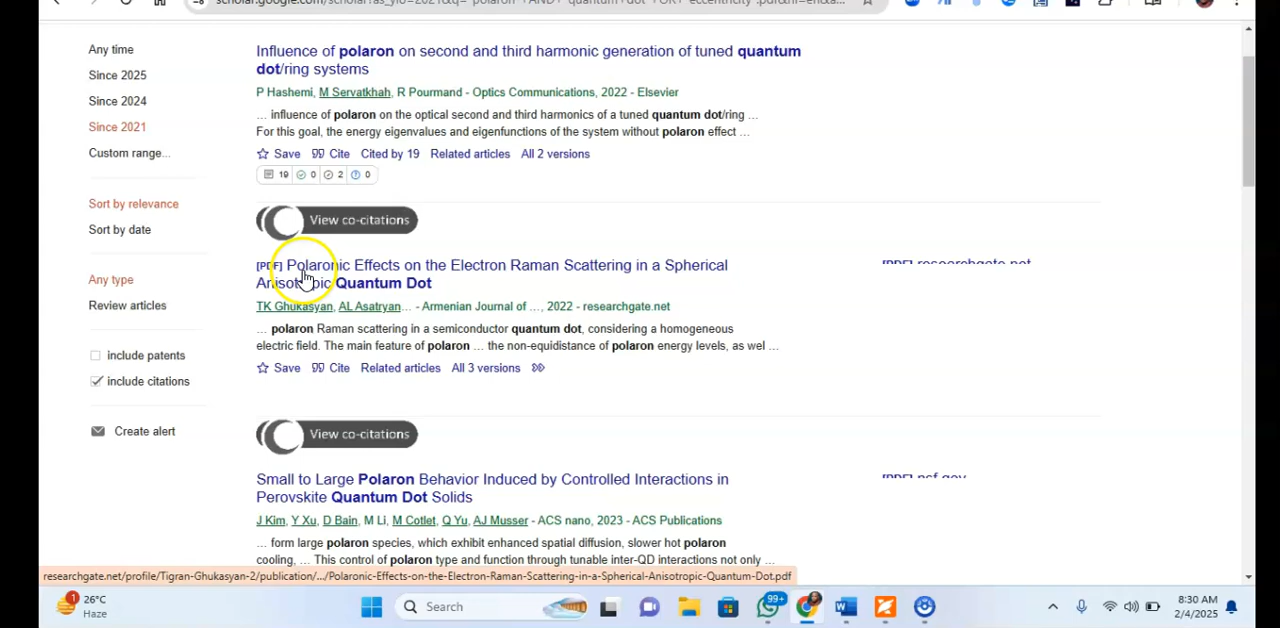 Any time
Since 2025
Since 2024
Since 2021
Custom range...
Sort by relevance
Sort by date
Any type
Review articles
include patents
include citations
Create alert
Influence of polaron on second and third harmonic generation of tuned quantum
dot/ring systems
P Hashemi, M Servatkhah, R Pourmand - Optics Communications, 2022 - Elsevier
... influence of polaron on the optical second and third harmonics of a tuned quantum dot/ring ...
For this goal, the energy eigenvalues and eigenfunctions of the system without polaron effect ...
Save Cite Cited by 19 Related articles All 2 versions
19 0 2 0
View co-citations
[PDF] Polaronic Effects on the Electron Raman Scattering in a Spherical
Anisotropic Quantum Dot
TK Ghukasyan, AL Asatryan... - Armenian Journal of ..., 2022 - researchgate.net
... polaron Raman scattering in a semiconductor quantum dot, considering a homogeneous
electric field. The main feature of polaron ... the non-equidistance of polaron energy levels, as wel ...
Save Cite Related articles All 3 versions
View co-citations
Small to Large Polaron Behavior Induced by Controlled Interactions in
Perovskite Quantum Dot Solids
J Kim, Y Xu, D Bain, M Li, M Cotlet, Q Yu, AJ Musser - ACS nano, 2023 - ACS Publications
... form large polaron species, which exhibit enhanced spatial diffusion, slower hot polaron
cooling, ... This control of polaron type and function through tunable inter-QD interactions not only ...
[PDF] researchgate.net
[PDF] nsf.gov
researchgate.net/profile/Tigran-Ghukasyan-2/publication/.../Polaronic-Effects-on-the-Electron-Raman-Scattering-in-a-Spherical-Anisotropic-Quantum-Dot.pdf
1
26°C
Haze
Search
99+
8:30 AM
2/4/2025